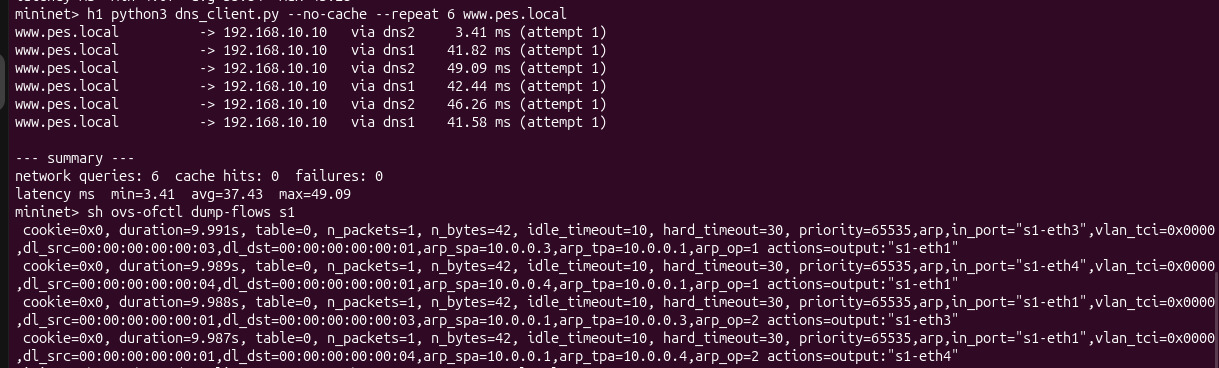 mininet> h1 python3 dns_client.py --no-cache --repeat 6 www.pes.local
www.pes.local          -> 192.168.10.10   via dns2     3.41 ms (attempt 1)
www.pes.local          -> 192.168.10.10   via dns1    41.82 ms (attempt 1)
www.pes.local          -> 192.168.10.10   via dns2    49.09 ms (attempt 1)
www.pes.local          -> 192.168.10.10   via dns1    42.44 ms (attempt 1)
www.pes.local          -> 192.168.10.10   via dns2    46.26 ms (attempt 1)
www.pes.local          -> 192.168.10.10   via dns1    41.58 ms (attempt 1)
--- summary ---
network queries: 6  cache hits: 0  failures: 0
latency ms  min=3.41  avg=37.43  max=49.09
mininet> sh ovs-ofctl dump-flows s1
 cookie=0x0, duration=9.991s, table=0, n_packets=1, n_bytes=42, idle_timeout=10, hard_timeout=30, priority=65535,arp,in_port="s1-eth3",vlan_tci=0x0000
,dl_src=00:00:00:00:00:03,dl_dst=00:00:00:00:00:01,arp_spa=10.0.0.3,arp_tpa=10.0.0.1,arp_op=1 actions=output:"s1-eth1"
 cookie=0x0, duration=9.989s, table=0, n_packets=1, n_bytes=42, idle_timeout=10, hard_timeout=30, priority=65535,arp,in_port="s1-eth4",vlan_tci=0x0000
,dl_src=00:00:00:00:00:04,dl_dst=00:00:00:00:00:01,arp_spa=10.0.0.4,arp_tpa=10.0.0.1,arp_op=1 actions=output:"s1-eth1"
 cookie=0x0, duration=9.988s, table=0, n_packets=1, n_bytes=42, idle_timeout=10, hard_timeout=30, priority=65535,arp,in_port="s1-eth1",vlan_tci=0x0000
,dl_src=00:00:00:00:00:01,dl_dst=00:00:00:00:00:03,arp_spa=10.0.0.1,arp_tpa=10.0.0.3,arp_op=2 actions=output:"s1-eth3"
 cookie=0x0, duration=9.987s, table=0, n_packets=1, n_bytes=42, idle_timeout=10, hard_timeout=30, priority=65535,arp,in_port="s1-eth1",vlan_tci=0x0000
,dl_src=00:00:00:00:00:01,dl_dst=00:00:00:00:00:04,arp_spa=10.0.0.1,arp_tpa=10.0.0.4,arp_op=2 actions=output:"s1-eth4"